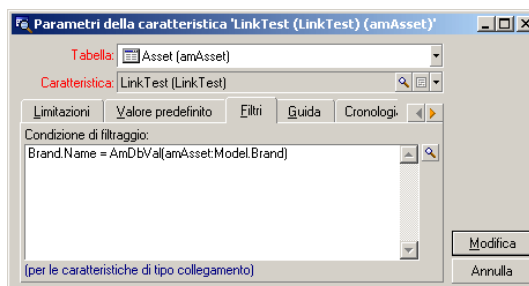 Parametri della caratteristica 'LinkTest (LinkTest) (amAsset)'
Tabella: Asset (amAsset)
Caratteristica: LinkTest (LinkTest)
Limitazioni Valore predefinito Filtri Guida Cronologi
Condizione di filtraggio:
Brand.Name = AmDbVal(amAsset:Model.Brand)
Modifica
(per le caratteristiche di tipo collegamento)
Annulla